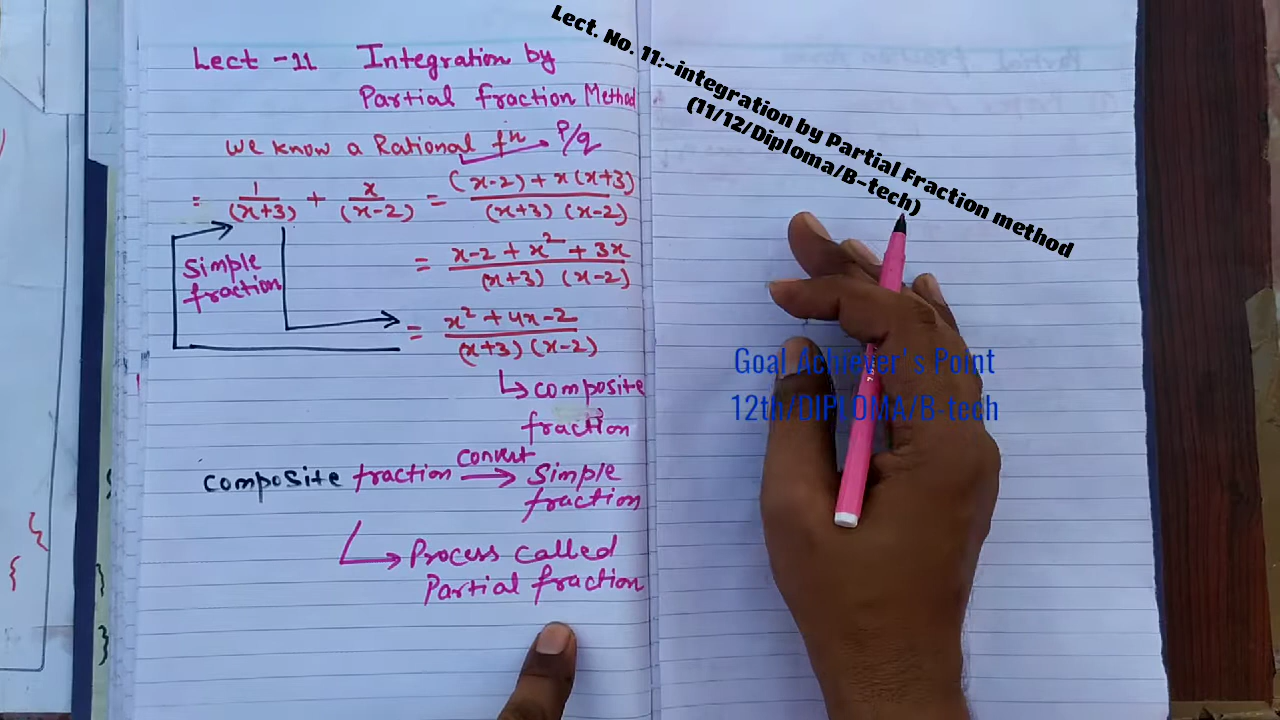 Lect -11 Integration by
Partial fraction Method
we know a Rational fn → P/q
= 1/(x+3) + x/(x-2) = (x-2)+x(x+3)/(x+3) (x-2)
= x-2+x²+3x/(x+3) (x-2)
Simple
fraction
= x²+4x-2/(x+3) (x-2)
↳ composite
fraction
composite fraction convert → Simple
fraction
↳ Process called
Partial fraction
Lect. No. 11:-integration by Partial Fraction method
(11/12/Diploma/B-tech)
Goal Achiever's Point
12th/DIPLOMA/B-tech